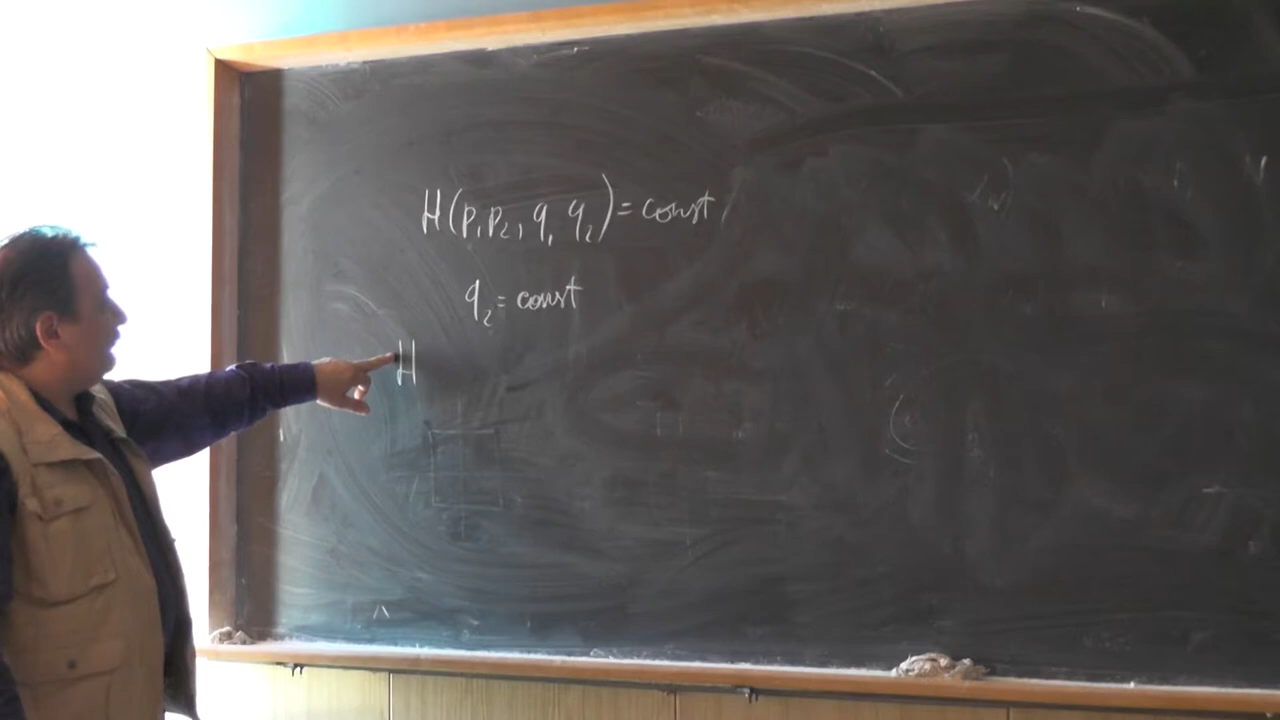 H(p₁p₂, q₁ q₂) = const
q₂ = const
H